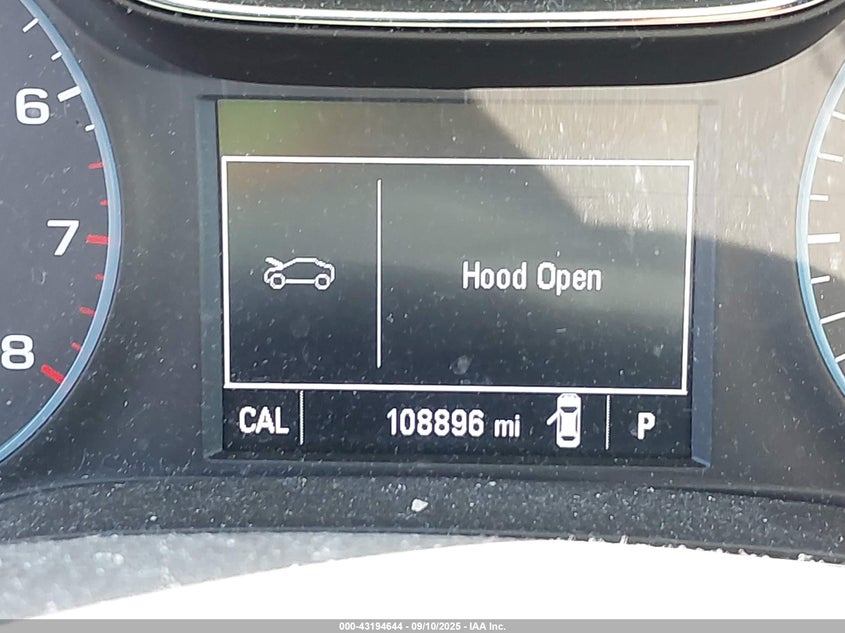 6
7
8
Hood Open
CAL 108896 mi P
000-43194644 - 09/10/2025 - IAA Inc.